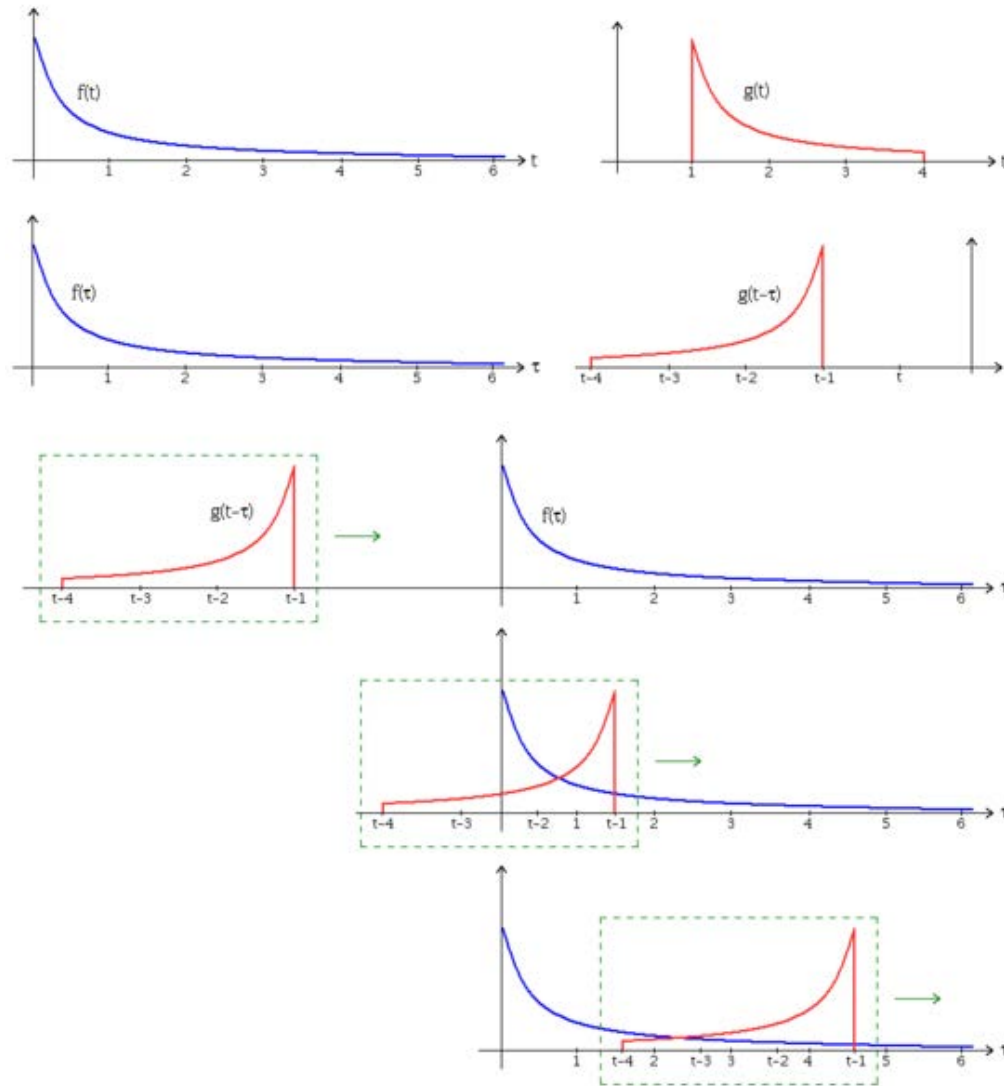 f(t)
1 2 3 4 5 6 t
g(t)
1 2 3 4 t
f(τ)
1 2 3 4 5 6 τ
g(t-τ)
t-4 t-3 t-2 t-1 t
g(t-τ)
t-4 t-3 t-2 t-1
f(τ)
1 2 3 4 5 6 τ
t-4 t-3 t-2 1 t-1 2 3 4 5 6 τ
1 t-4 2 t-3 3 t-2 4 t-1 5 6 τ